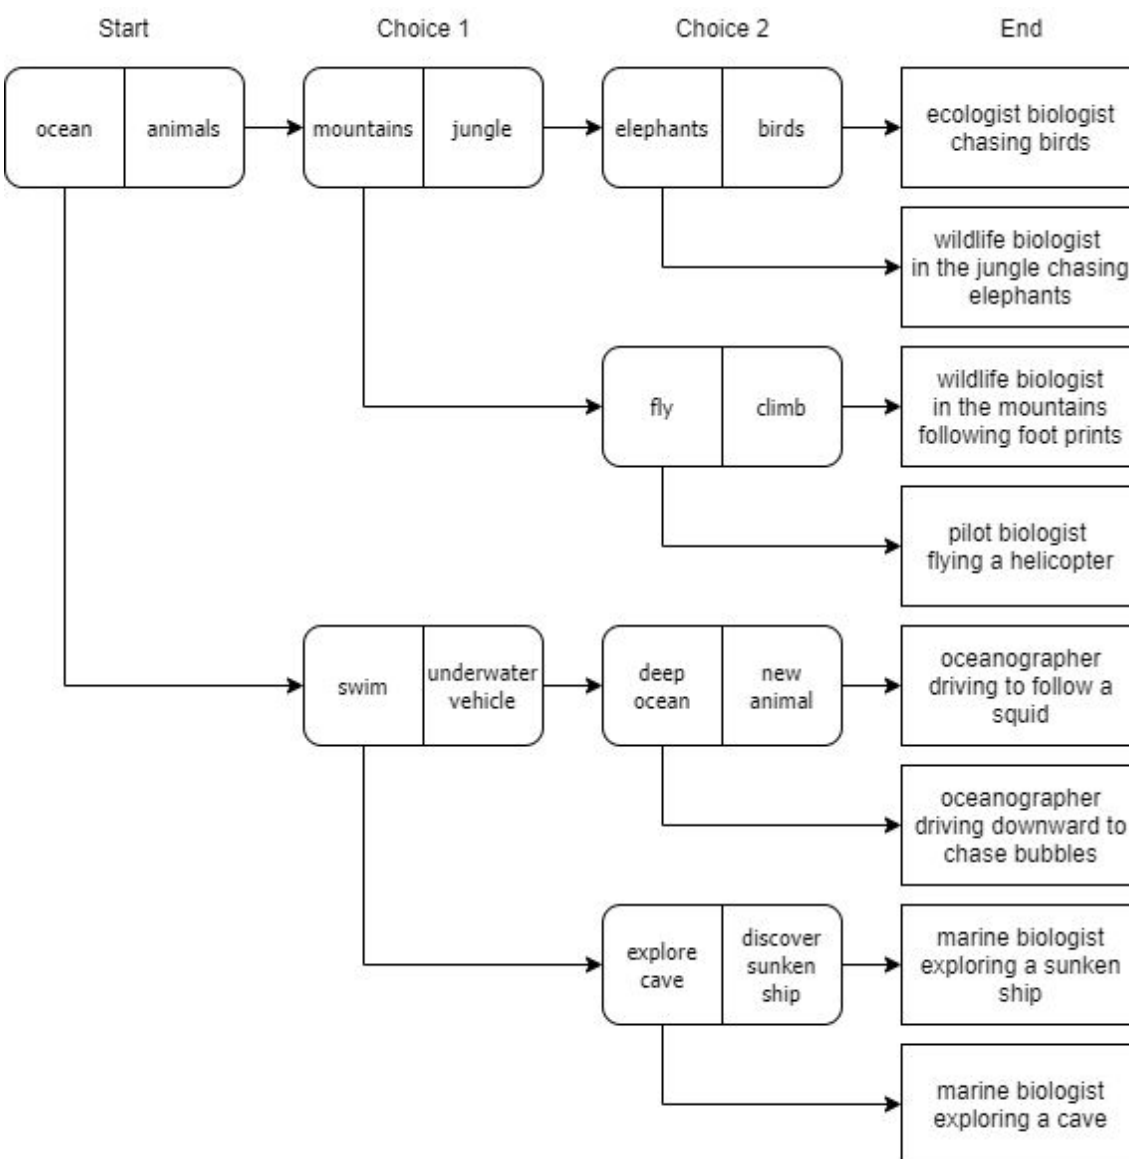 Start
Choice 1
Choice 2
End
ocean
animals
mountains
jungle
elephants
birds
ecologist biologist
chasing birds
wildlife biologist
in the jungle chasing
elephants
fly
climb
wildlife biologist
in the mountains
following foot prints
pilot biologist
flying a helicopter
swim
underwater
vehicle
deep
ocean
new
animal
oceanographer
driving to follow a
squid
oceanographer
driving downward to
chase bubbles
explore
cave
discover
sunken
ship
marine biologist
exploring a sunken
ship
marine biologist
exploring a cave